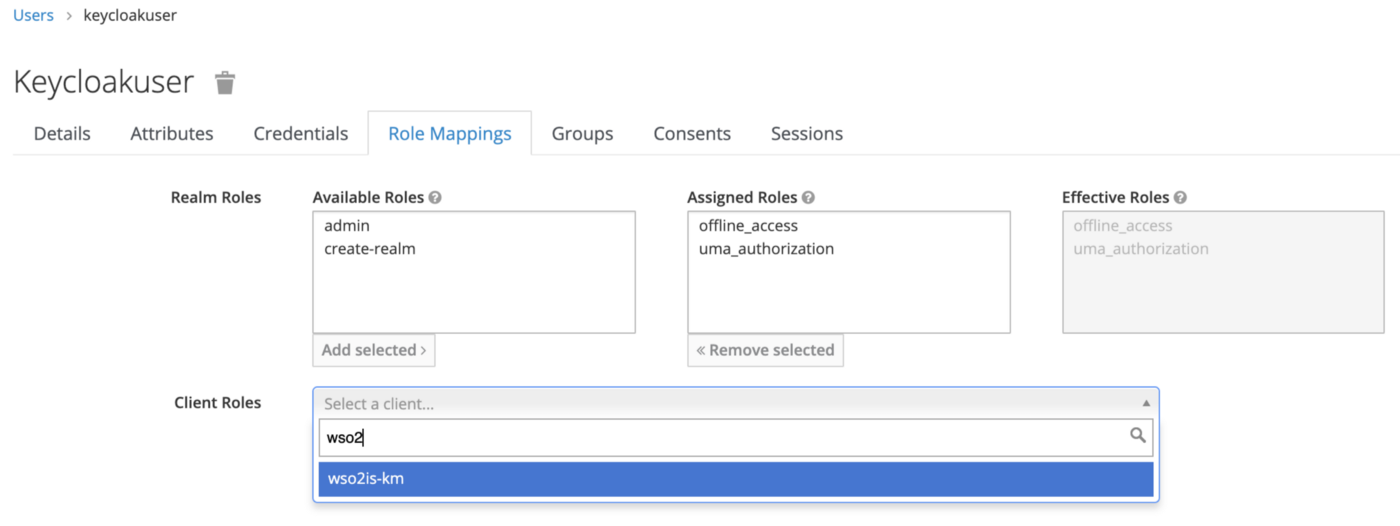 Users > keycloakuser
Keycloakuser
Details Attributes Credentials Role Mappings Groups Consents Sessions
Realm Roles Available Roles Assigned Roles Effective Roles
admin offline_access offline_access
create-realm uma_authorization uma_authorization
Add selected > « Remove selected
Client Roles Select a client...
wso2
wso2is-km